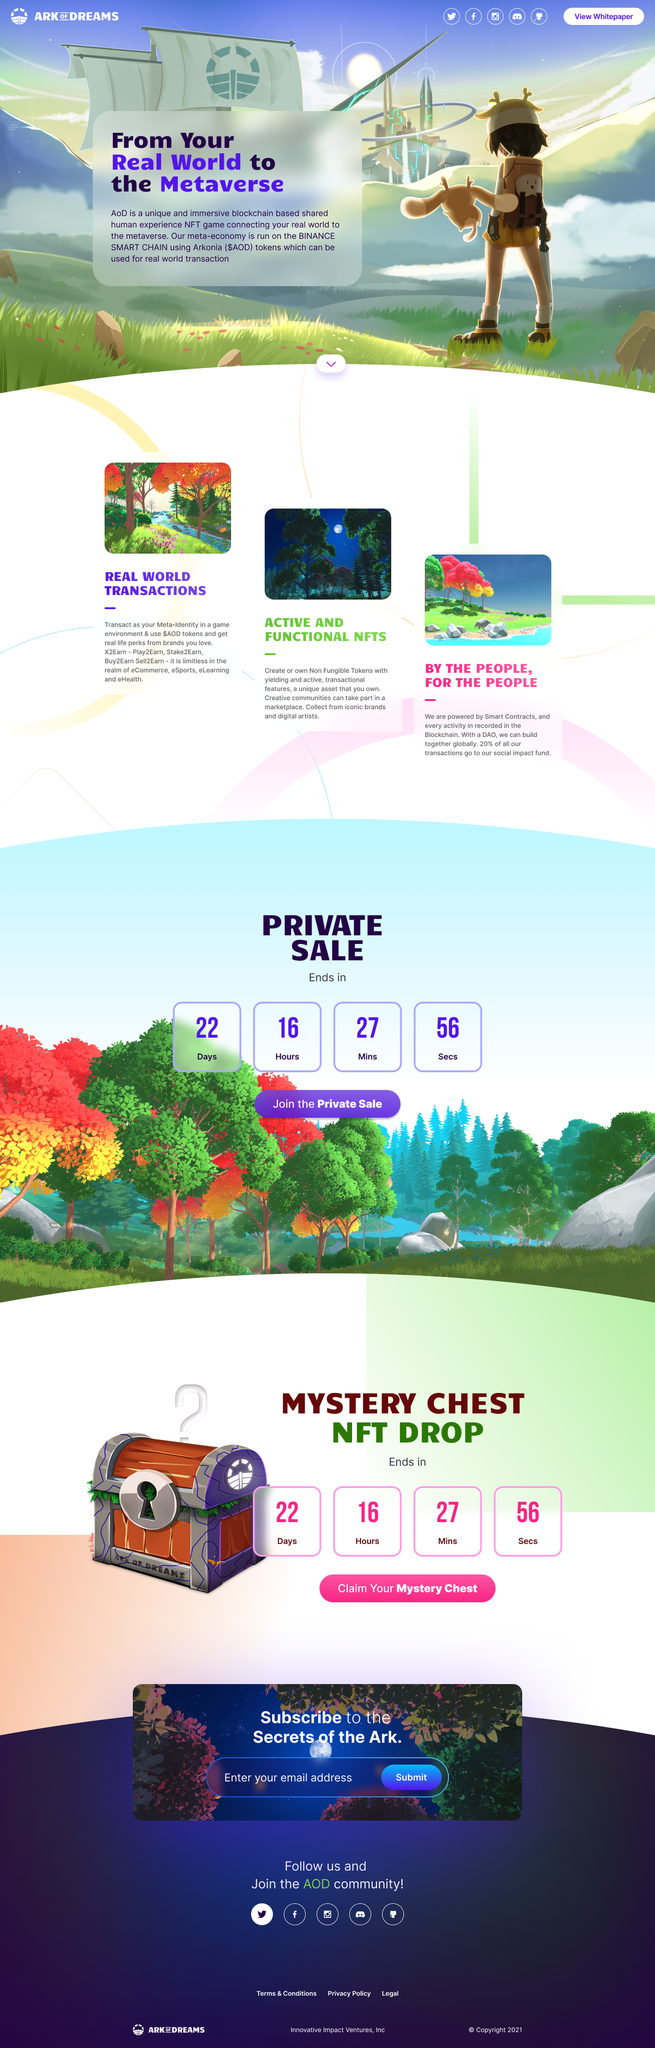 ARK OF DREAMS
View Whitepaper
From Your
Real World to
the Metaverse
AoD is a unique and immersive blockchain based shared
human experience NFT game connecting your real world to
the metaverse. Our meta-economy is run on the BINANCE
SMART CHAIN using Arkonia ($AOD) tokens which can be
used for real world transaction
REAL WORLD
TRANSACTIONS
Transact as your Meta-Identity in a game
environment & use $AOD tokens and get
real life perks from brands you love.
X2Earn - Play2Earn, Stake2Earn,
Buy2Earn Sell2Earn - it is limitless in the
realm of eCommerce, eSports, eLearning
and eHealth.
ACTIVE AND
FUNCTIONAL NFTS
Create or own Non Fungible Tokens with
yielding and active, transactional
features, a unique asset that you own.
Creative communities can take part in a
marketplace. Collect from iconic brands
and digital artists.
BY THE PEOPLE,
FOR THE PEOPLE
We are powered by Smart Contracts, and
every activity in recorded in the
Blockchain. With a DAO, we can build
together globally. 20% of all our
transactions go to our social impact fund.
PRIVATE
SALE
Ends in
22 16 27 56
Days Hours Mins Secs
Join the Private Sale
MYSTERY CHEST
NFT DROP
Ends in
22 16 27 56
Days Hours Mins Secs
ARK OF DREAMS
Claim Your Mystery Chest
Subscribe to the
Secrets of the Ark.
Enter your email address
Submit
Follow us and
Join the AOD community!
Terms & Conditions Privacy Policy Legal
ARK OF DREAMS Innovative Impact Ventures, Inc © Copyright 2021